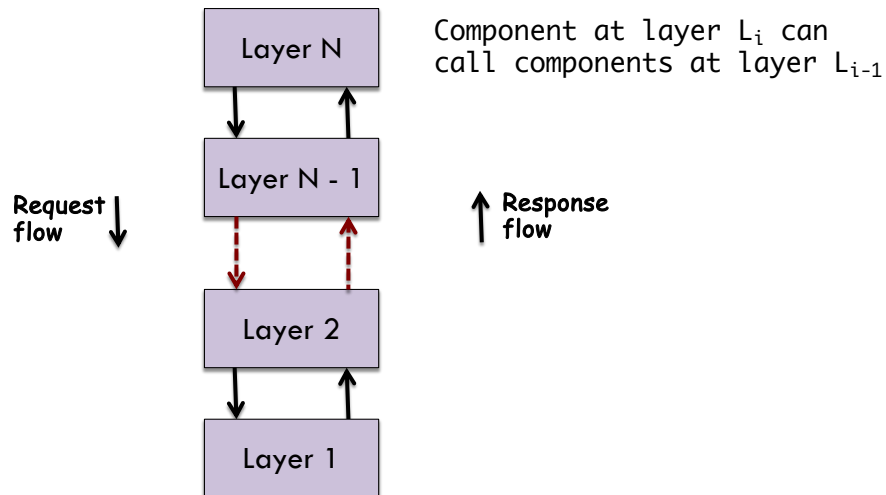 Layer N
Component at layer Lᵢ can
call components at layer Lᵢ₋₁
Layer N - 1
Request
flow
Response
flow
Layer 2
Layer 1